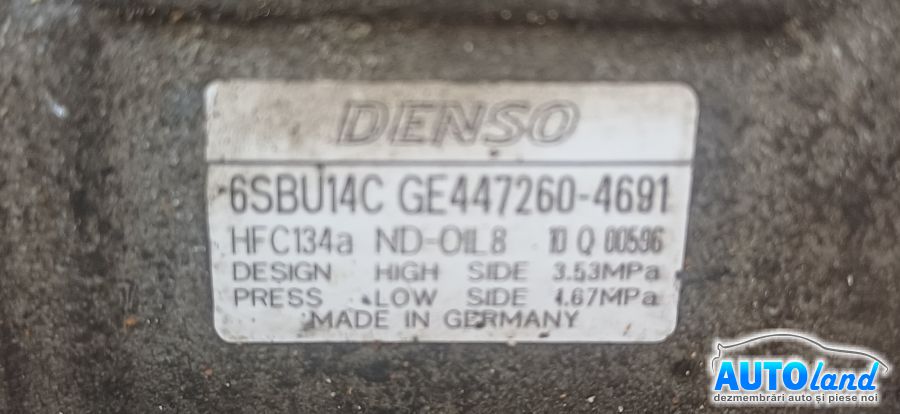 DENSO
6SBU14C GE447260-4691
HFC134a ND-OIL8 10 Q 00596
DESIGN HIGH SIDE 3.53MPa
PRESS LOW SIDE 1.67MPa
MADE IN GERMANY
AUTOland
dezmembrări auto și piese noi